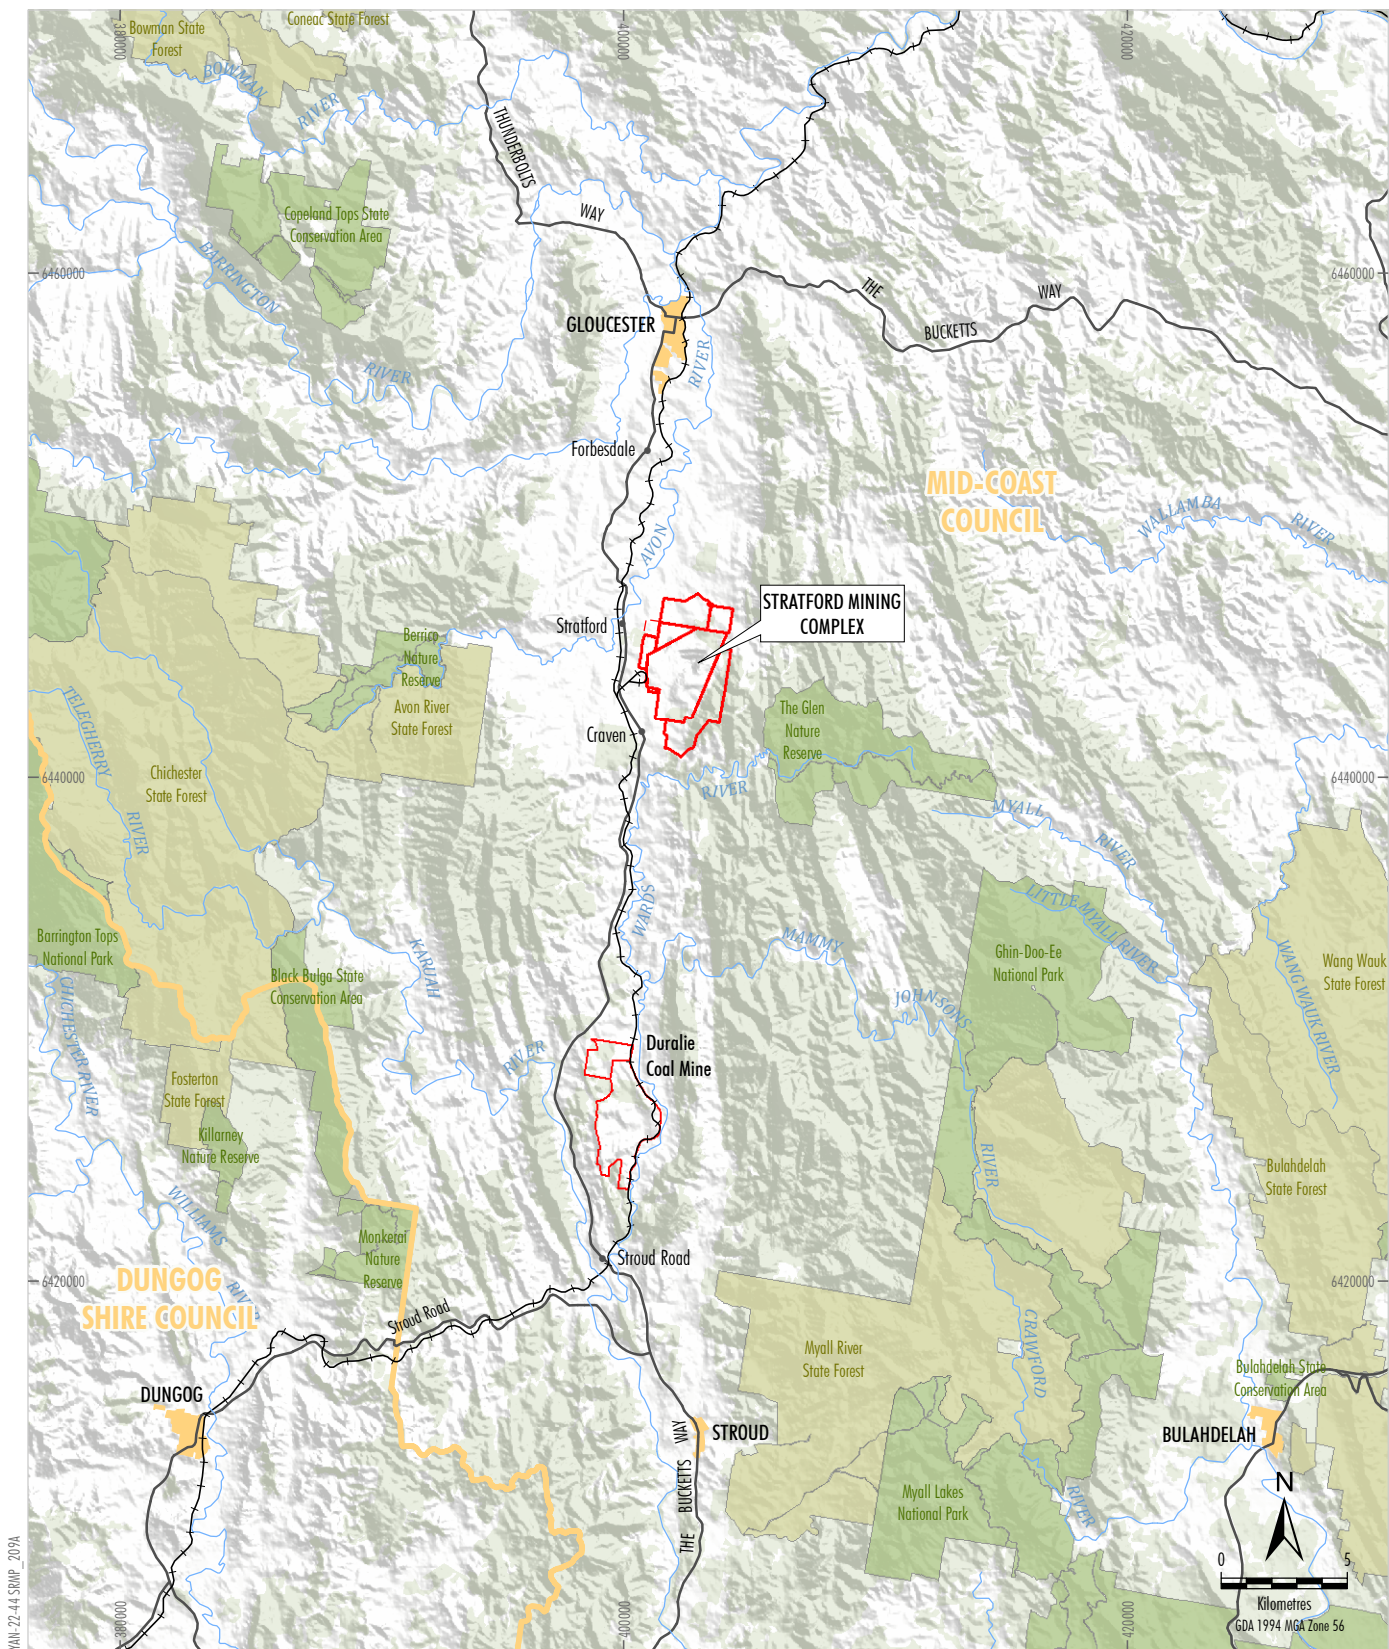 380000
400000
420000
Bowman State
Forest
Coneac State Forest
BOWMAN
RIVER
THUNDERBOLTS
WAY
Copeland Tops State
Conservation Area
BARRINGTON
RIVER
6460000
6460000
THE
BUCKETTS
WAY
GLOUCESTER
RIVER
Forbesdale
AVON
MID-COAST
COUNCIL
WALLAMBA
RIVER
STRATFORD MINING
COMPLEX
Stratford
Berrico
Nature
Reserve
Avon River
State Forest
TELEGHERRY
RIVER
Chichester
State Forest
The Glen
Nature
Reserve
Craven
6440000
6440000
RIVER
WARDS
MYALL
RIVER
LITTLE MYALL RIVER
Barrington Tops
National Park
Black Bulga State
Conservation Area
KARUAH
RIVER
MAMMY
JOHNSONS
RIVER
Ghin-Doo-Ee
National Park
WANG WAUK RIVER
Wang Wauk
State Forest
CHICHESTER RIVER
Duralie
Coal Mine
Fosterton
State Forest
Killarney
Nature Reserve
WILLIAMS
RIVER
Bulahdelah
State Forest
Monkerai
Nature
Reserve
Stroud Road
6420000
6420000
DUNGOG
SHIRE COUNCIL
Stroud Road
Myall River
State Forest
CRAWFORD
RIVER
Bulahdelah State
Conservation Area
DUNGOG
STROUD
BULAHDELAH
THE BUCKETTS WAY
Myall Lakes
National Park
N
0 5
Kilometres
GDA 1994 MGA Zone 56
380000
400000
420000
YAN-22-44 SRMP_209A